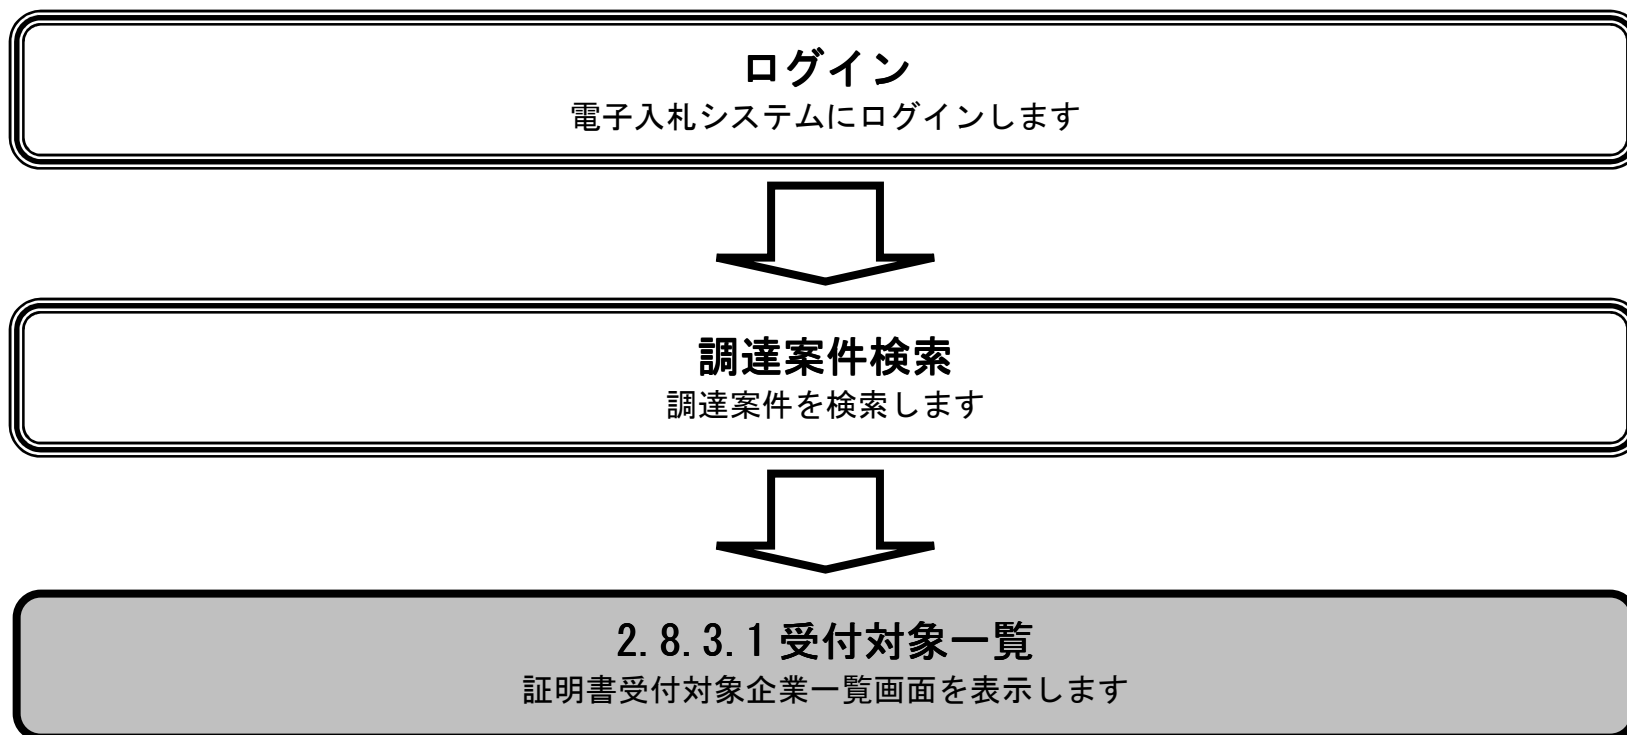 ログイン
電子入札システムにログインします
調達案件検索
調達案件を検索します
2.8.3.1 受付対象一覧
証明書受付対象企業一覧画面を表示します